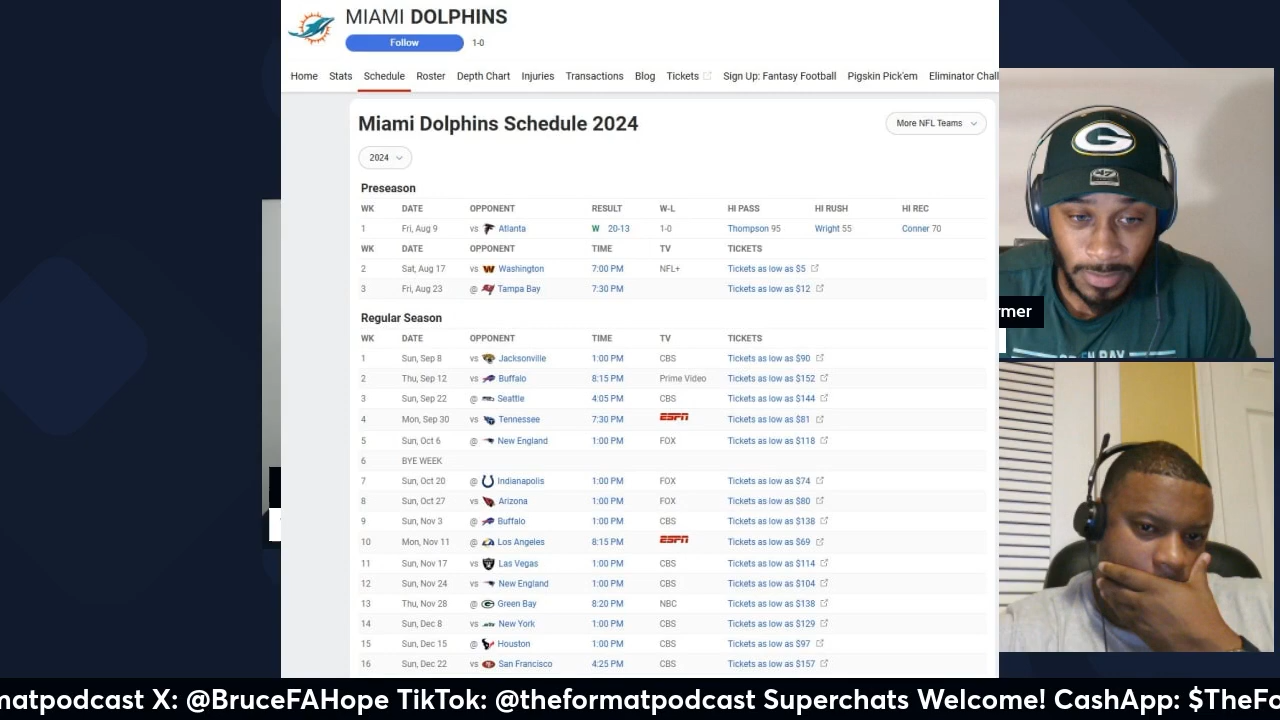 MIAMI DOLPHINS
Follow 1-0
Home Stats Schedule Roster Depth Chart Injuries Transactions Blog Tickets Sign Up: Fantasy Football Pigskin Pick'em Eliminator Chall
Miami Dolphins Schedule 2024
More NFL Teams
2024
Preseason
WK DATE OPPONENT RESULT W-L HI PASS HI RUSH HI REC
1 Fri, Aug 9 vs Atlanta W 20-13 1-0 Thompson 95 Wright 55 Conner 70
WK DATE OPPONENT TIME TV TICKETS
2 Sat, Aug 17 vs Washington 7:00 PM NFL+ Tickets as low as $5
3 Fri, Aug 23 @ Tampa Bay 7:30 PM Tickets as low as $12
Regular Season
WK DATE OPPONENT TIME TV TICKETS
1 Sun, Sep 8 vs Jacksonville 1:00 PM CBS Tickets as low as $90
2 Thu, Sep 12 vs Buffalo 8:15 PM Prime Video Tickets as low as $152
3 Sun, Sep 22 @ Seattle 4:05 PM CBS Tickets as low as $144
4 Mon, Sep 30 vs Tennessee 7:30 PM ESPN Tickets as low as $81
5 Sun, Oct 6 @ New England 1:00 PM FOX Tickets as low as $118
6 BYE WEEK
7 Sun, Oct 20 @ Indianapolis 1:00 PM FOX Tickets as low as $74
8 Sun, Oct 27 vs Arizona 1:00 PM FOX Tickets as low as $80
9 Sun, Nov 3 @ Buffalo 1:00 PM CBS Tickets as low as $138
10 Mon, Nov 11 @ Los Angeles 8:15 PM ESPN Tickets as low as $69
11 Sun, Nov 17 vs Las Vegas 1:00 PM CBS Tickets as low as $114
12 Sun, Nov 24 vs New England 1:00 PM CBS Tickets as low as $104
13 Thu, Nov 28 @ Green Bay 8:20 PM NBC Tickets as low as $138
14 Sun, Dec 8 vs New York 1:00 PM CBS Tickets as low as $129
15 Sun, Dec 15 @ Houston 1:00 PM CBS Tickets as low as $97
16 Sun, Dec 22 vs San Francisco 4:25 PM CBS Tickets as low as $157
G
'47
rmer
matpodcast X: @BruceFAHope TikTok: @theformatpodcast Superchats Welcome! CashApp: $TheFo